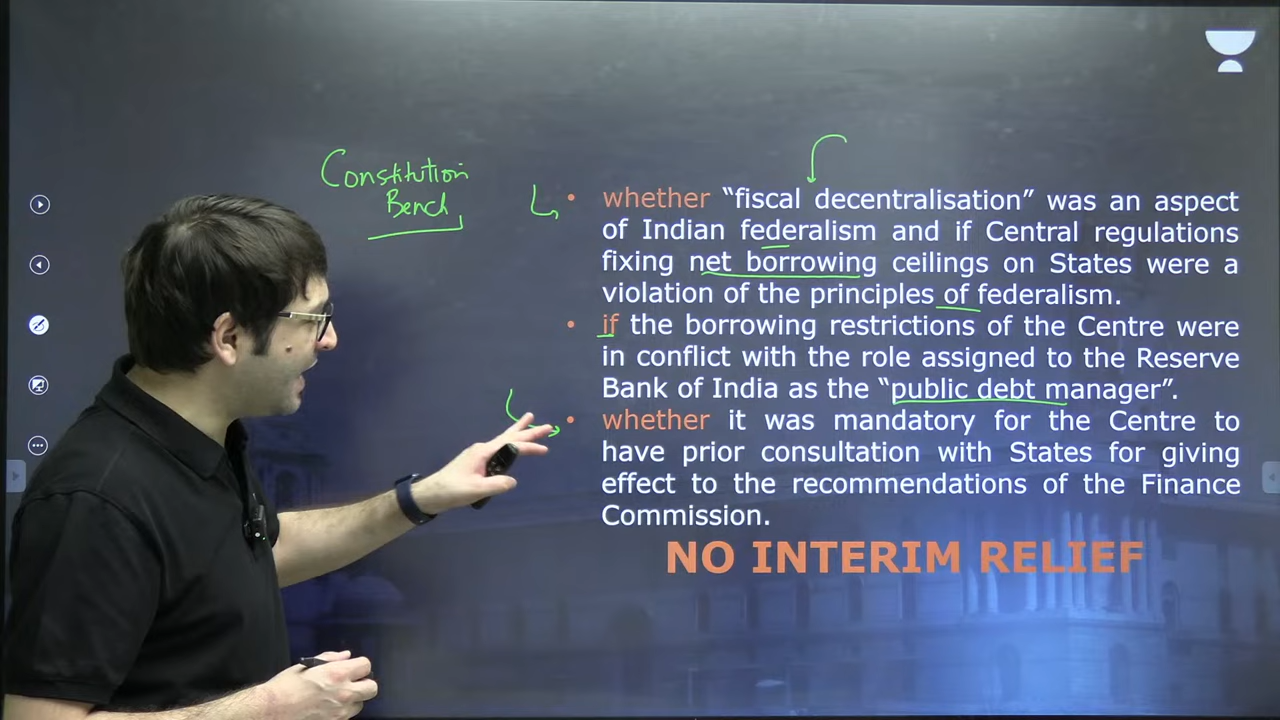 Constitution
Bench
• whether “fiscal decentralisation” was an aspect
of Indian federalism and if Central regulations
fixing net borrowing ceilings on States were a
violation of the principles of federalism.
• if the borrowing restrictions of the Centre were
in conflict with the role assigned to the Reserve
Bank of India as the “public debt manager”.
• whether it was mandatory for the Centre to
have prior consultation with States for giving
effect to the recommendations of the Finance
Commission.
NO INTERIM RELIEF